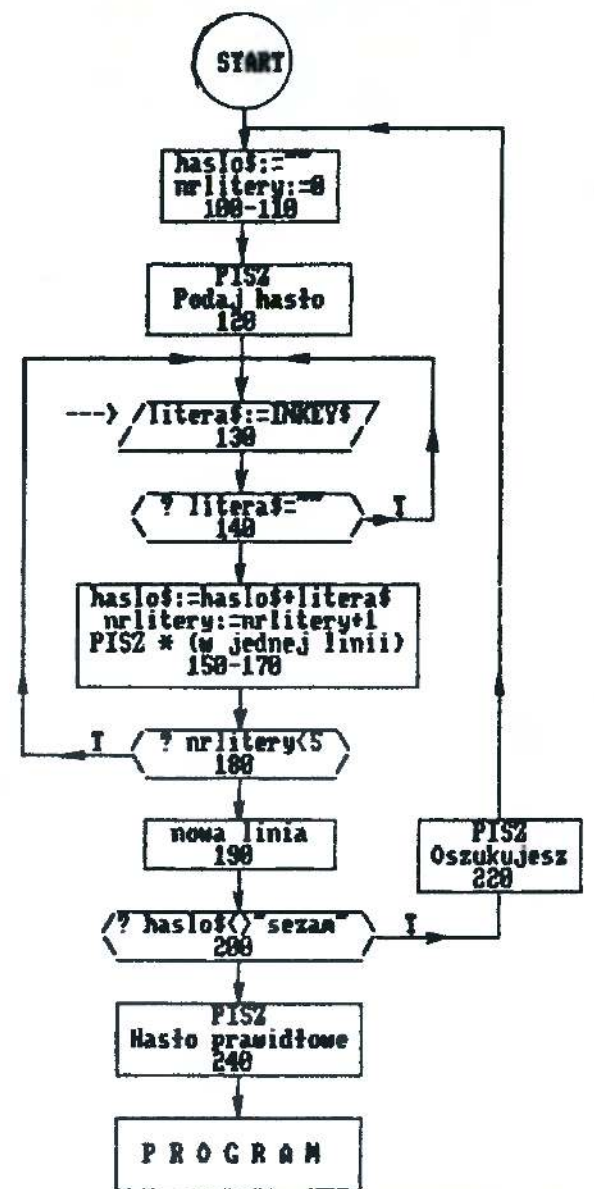 START
haslo$:=""
nrlitery:=0
100-110
PISZ
Podaj hasło
120
---> litera$:=INKEY$
130
? litera$=""
T
140
haslo$:=haslo$+litera$
nrlitery:=nrlitery+1
PISZ * (w jednej linii)
150-170
T
? nrlitery<5
180
nowa linia
190
PISZ
Oszukujesz
220
? haslo$<>"sezam"
T
200
PISZ
Hasło prawidłowe
240
P R O G R A M